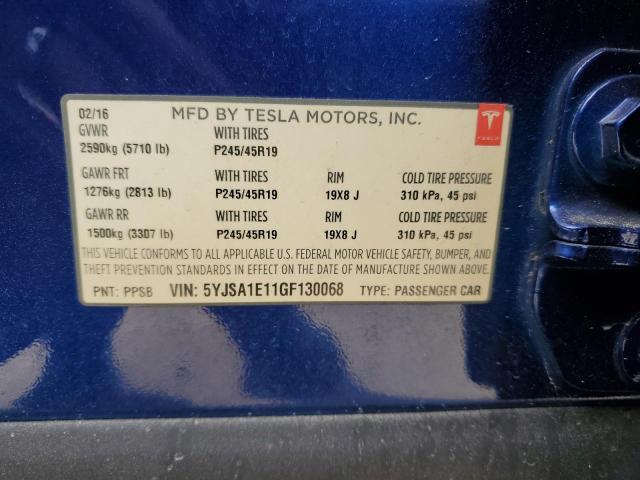 02/16 MFD BY TESLA MOTORS, INC.
GVWR WITH TIRES
2590kg (5710 lb) P245/45R19
TESLA
GAWR FRT WITH TIRES RIM COLD TIRE PRESSURE
1276kg (2813 lb) P245/45R19 19X8 J 310 kPa, 45 psi
GAWR RR WITH TIRES RIM COLD TIRE PRESSURE
1500kg (3307 lb) P245/45R19 19X8 J 310 kPa, 45 psi
THIS VEHICLE CONFORMS TO ALL APPLICABLE U.S. FEDERAL MOTOR VEHICLE SAFETY, BUMPER, AND
THEFT PREVENTION STANDARDS IN EFFECT ON THE DATE OF MANUFACTURE SHOWN ABOVE.
PNT: PPSB VIN: 5YJSA1E11GF130068 TYPE: PASSENGER CAR